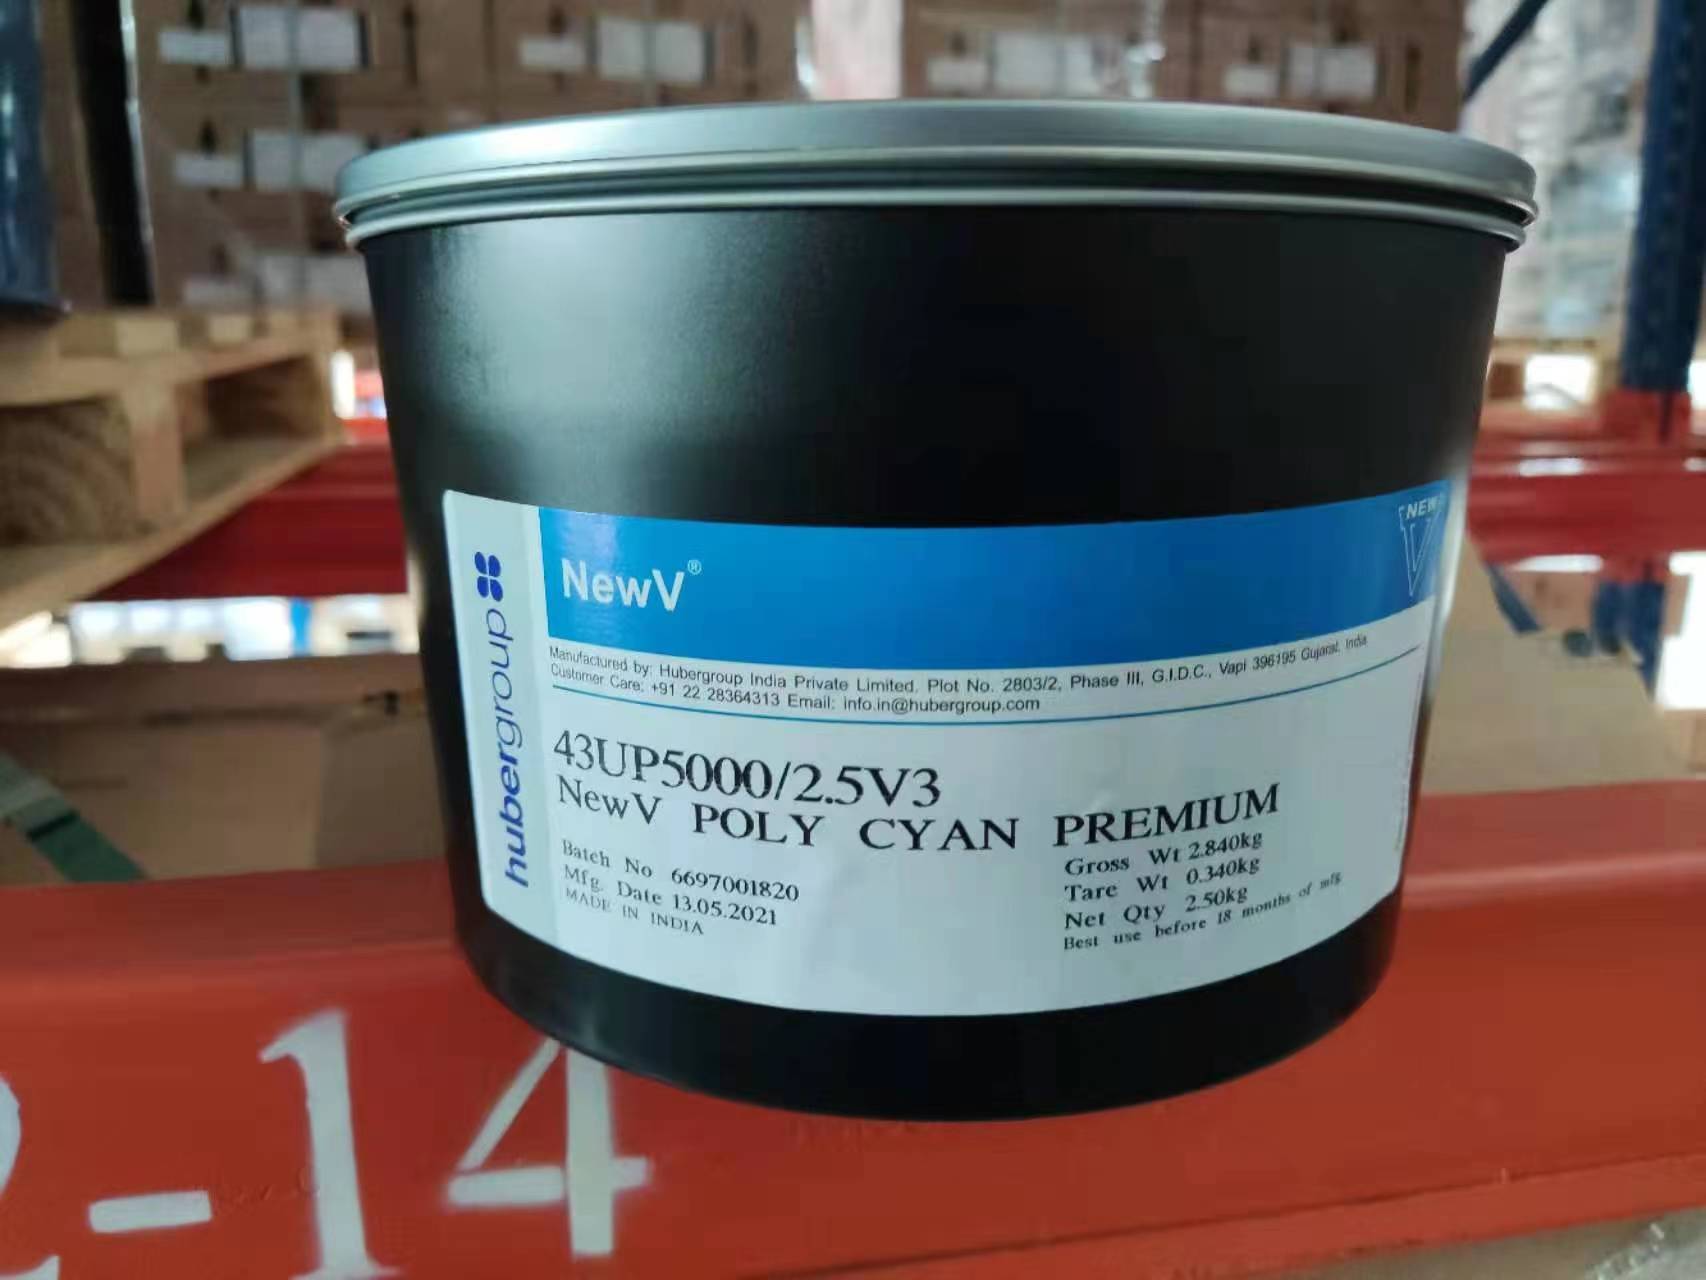 NewV®
NEW
V
hubergroup
Manufactured by: Hubergroup India Private Limited. Plot No. 2803/2, Phase III, G.I.D.C., Vapi 396195 Gujarat. India
Customer Care: +91 22 28364313 Email: info.in@hubergroup.com
43UP5000/2.5V3
NewV POLY CYAN PREMIUM
Batch No 6697001820
Mfg. Date 13.05.2021
MADE IN INDIA
Gross Wt 2.840kg
Tare Wt 0.340kg
Net Qty 2.50kg
Best use before 18 months of mfg
2-14